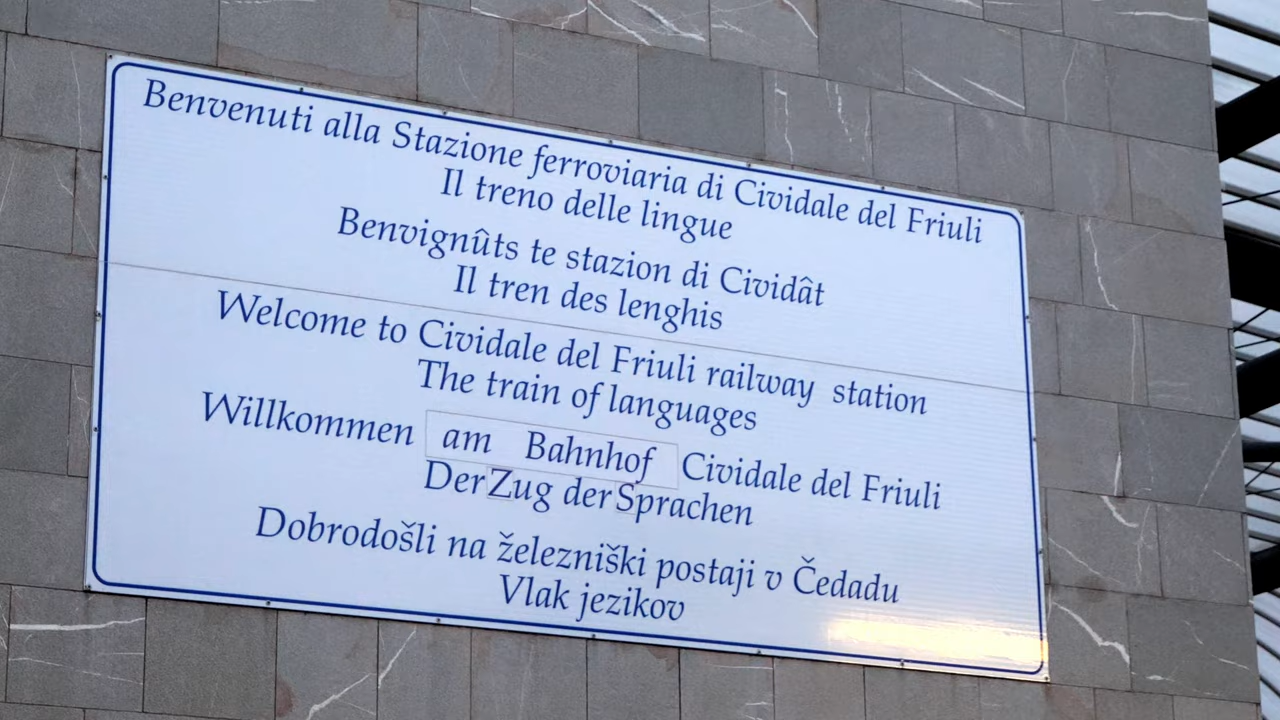 Benvenuti alla Stazione ferroviaria di Cividale del Friuli
Il treno delle lingue
Benvignûts te stazion di Cividât
Il tren des lenghis
Welcome to Cividale del Friuli railway station
The train of languages
Willkommen am Bahnhof Cividale del Friuli
Der Zug der Sprachen
Dobrodošli na železniški postaji v Čedadu
Vlak jezikov